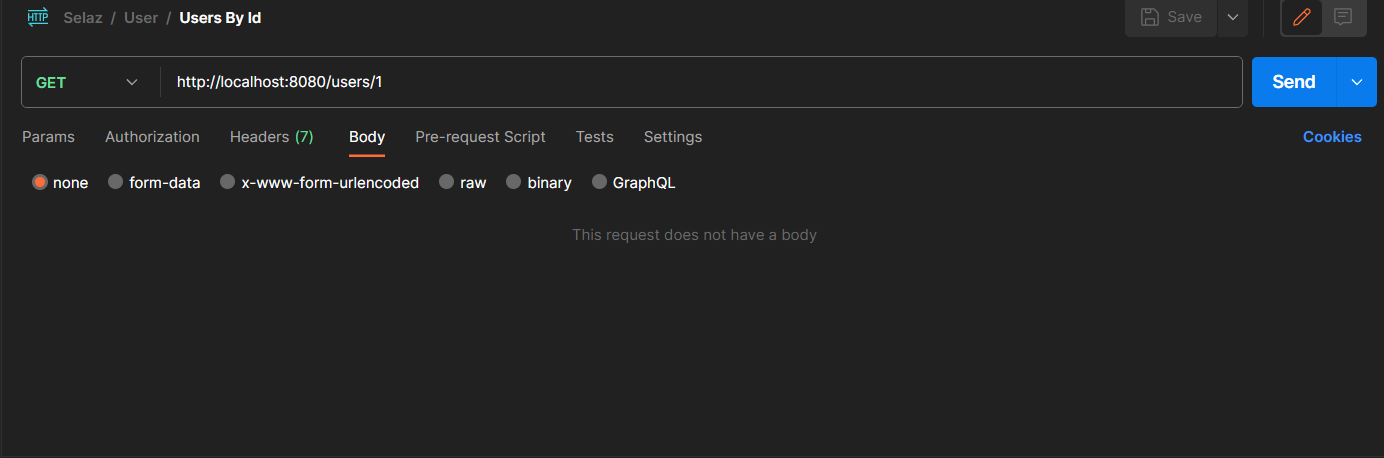 HTTP Selaz / User / Users By Id Save
GET http://localhost:8080/users/1 Send
Params Authorization Headers (7) Body Pre-request Script Tests Settings Cookies
none form-data x-www-form-urlencoded raw binary GraphQL
This request does not have a body